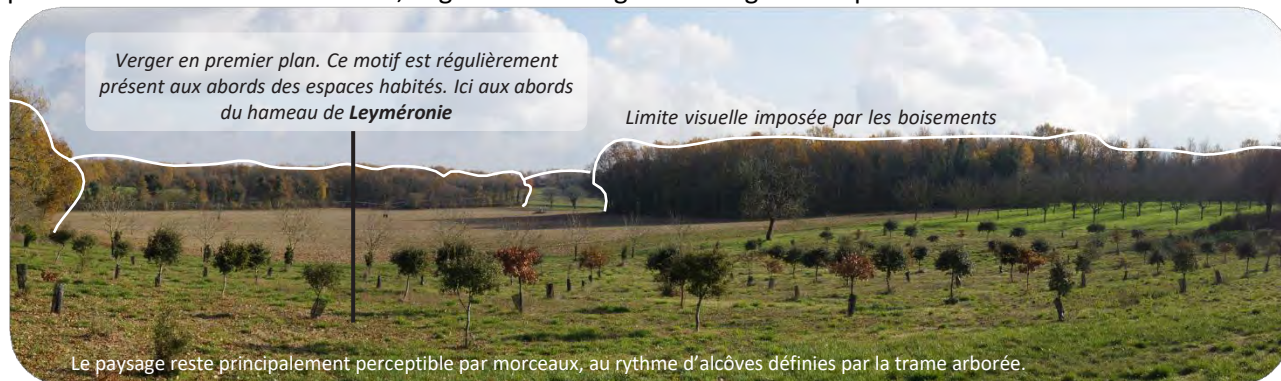 Verger en premier plan. Ce motif est régulièrement
présent aux abords des espaces habités. Ici aux abords
du hameau de Leyméronie
Limite visuelle imposée par les boisements
Le paysage reste principalement perceptible par morceaux, au rythme d’alcôves définies par la trame arborée.